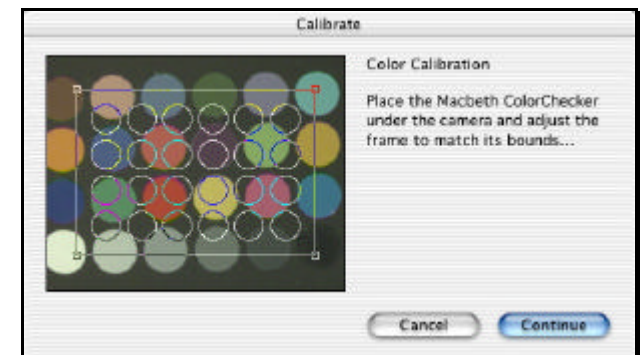 Calibrate
Color Calibration
Place the Macbeth ColorChecker
under the camera and adjust the
frame to match its bounds...
Cancel
Continue